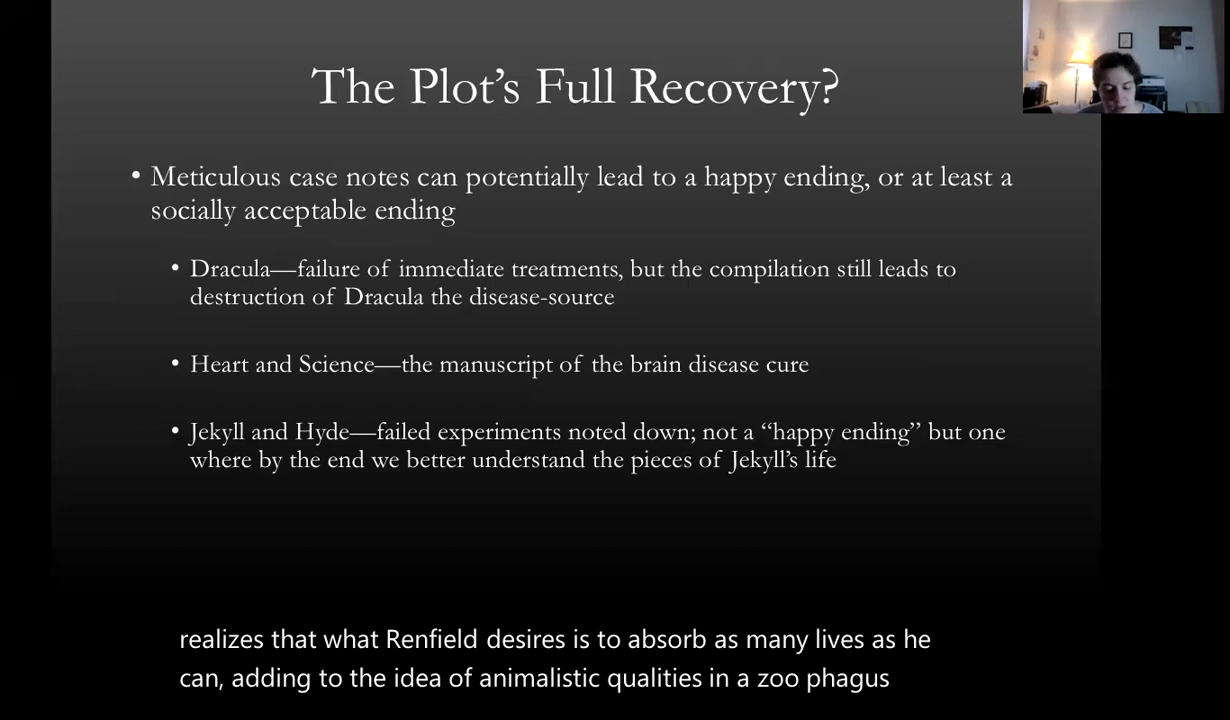 The Plot’s Full Recovery?
• Meticulous case notes can potentially lead to a happy ending, or at least a
socially acceptable ending
• Dracula—failure of immediate treatments, but the compilation still leads to
destruction of Dracula the disease-source
• Heart and Science—the manuscript of the brain disease cure
• Jekyll and Hyde—failed experiments noted down; not a “happy ending” but one
where by the end we better understand the pieces of Jekyll’s life
realizes that what Renfield desires is to absorb as many lives as he
can, adding to the idea of animalistic qualities in a zoo phagus